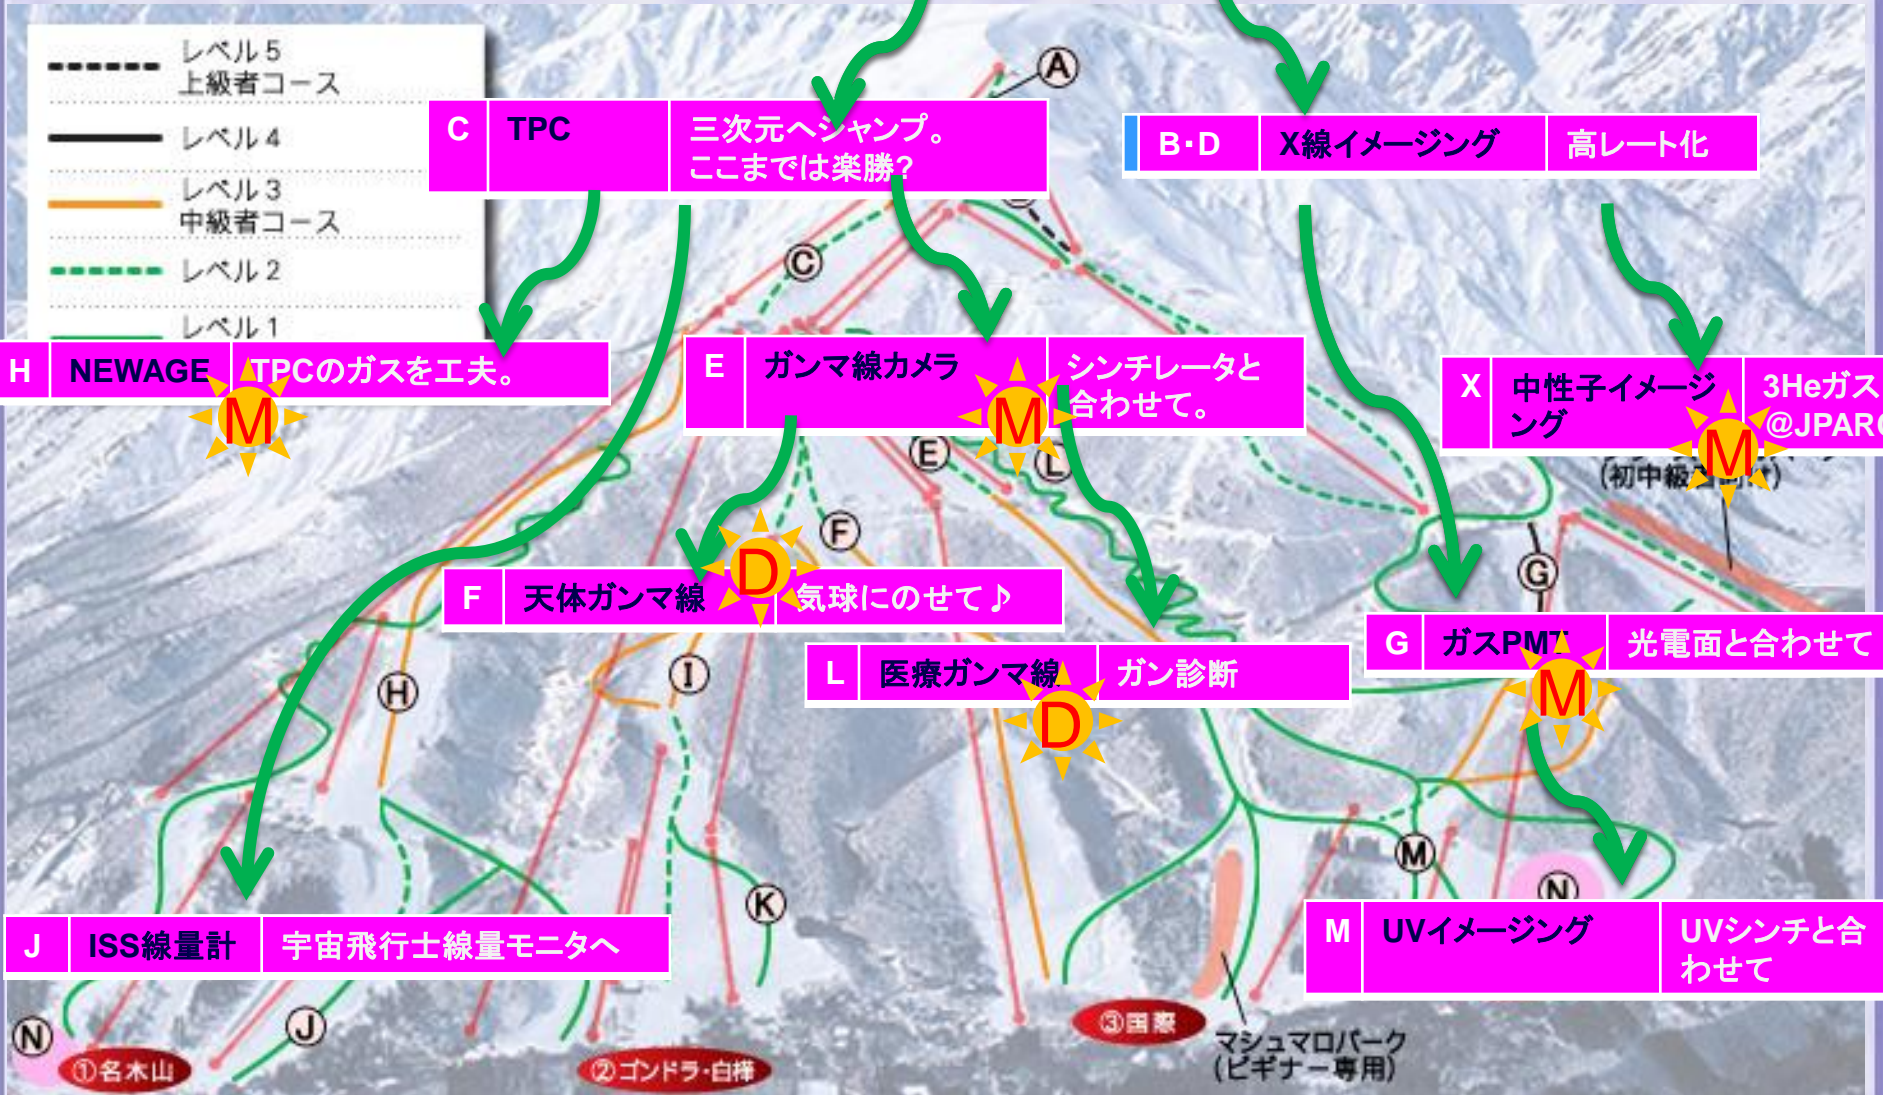 レベル 5
上級者コース
レベル 4
レベル 3
中級者コース
レベル 2
レベル 1
A
C TPC 三次元へジャンプ。
ここまでは楽勝?
B・D X線イメージング 高レート化
C
H NEWAGE TPCのガスを工夫。
M
E ガンマ線カメラ シンチレータと
合わせて。
M
X 中性子イメージ
ング
3Heガス
@JPARC
M
E
L
F
G
F 天体ガンマ線 気球にのせて♪
D
G ガスPMT 光電面と合わせて
M
L 医療ガンマ線 ガン診断
D
H
I
K
M
N
J ISS線量計 宇宙飛行士線量モニタへ
M UVイメージング UVシンチと合
わせて
N
J
①名木山
②ゴンドラ・白樺
③国際
マシュマロパーク
(ビギナー専用)